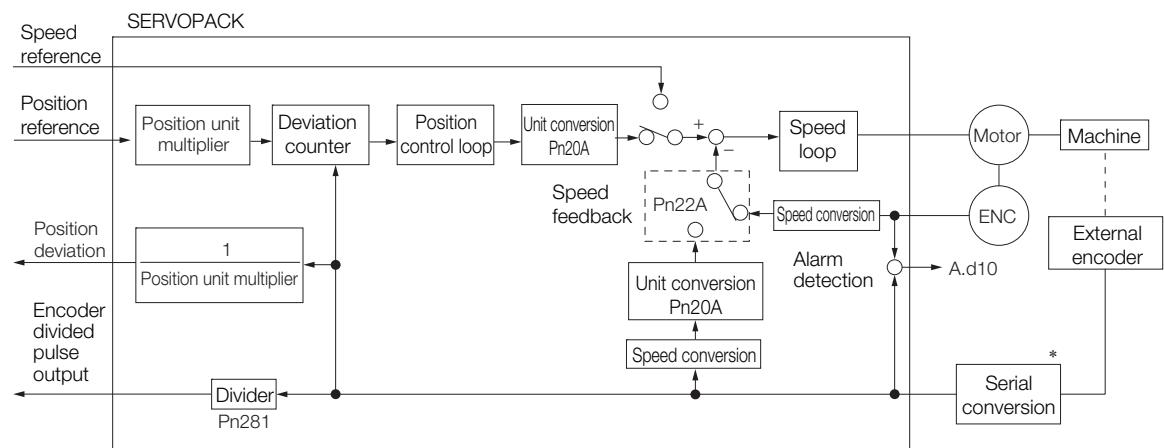 SERVOPACK
Speed
reference
Position
reference
Position unit
multiplier
Deviation
counter
Position
control loop
Unit conversion
Pn20A
+
−
Speed
loop
Motor
Machine
Speed
feedback
Pn22A
Speed conversion
ENC
External
encoder
Position
deviation
1
Position unit multiplier
Alarm
detection
A.d10
Unit conversion
Pn20A
Encoder
divided
pulse
output
Speed conversion
*
Serial
conversion
Divider
Pn281